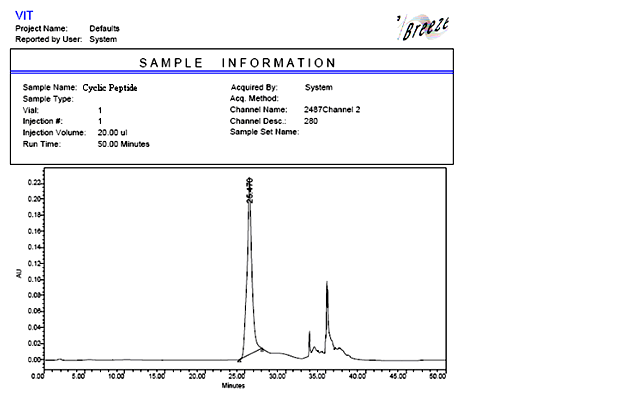 VIT
Project Name: Defaults
Reported by User: System
Breeze
SAMPLE INFORMATION
Sample Name: Cyclic Peptide
Sample Type:
Vial: 1
Injection #: 1
Injection Volume: 20.00 ul
Run Time: 50.00 Minutes
Acquired By: System
Acq. Method:
Channel Name: 2487Channel 2
Channel Desc.: 280
Sample Set Name:
25.470
AU
0.22
0.20
0.18
0.16
0.14
0.12
0.10
0.08
0.06
0.04
0.02
0.00
0.00 5.00 10.00 15.00 20.00 25.00 30.00 35.00 40.00 45.00 50.00
Minutes